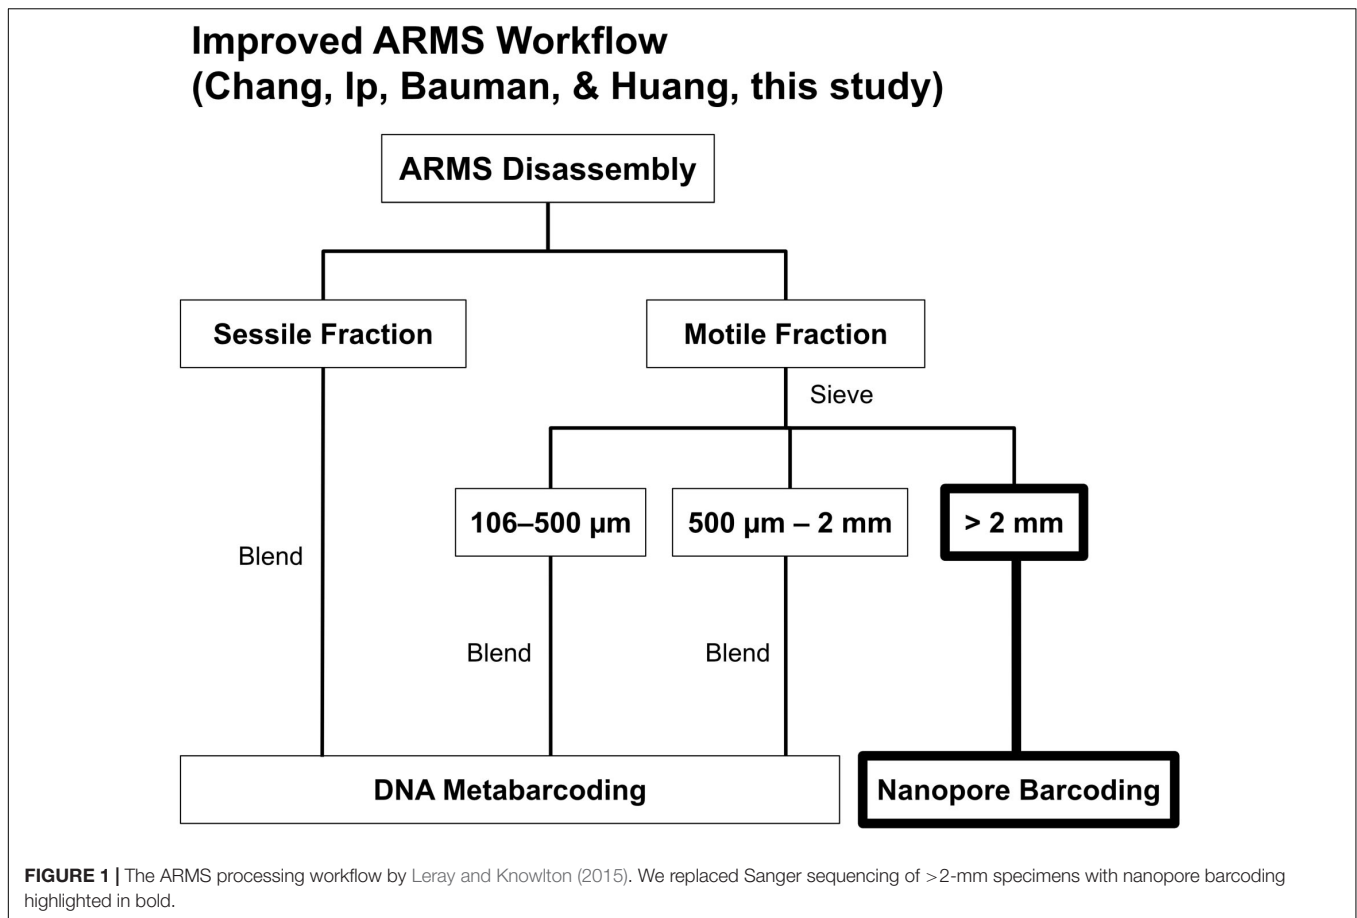 Improved ARMS Workflow
(Chang, Ip, Bauman, & Huang, this study)
ARMS Disassembly
Sessile Fraction
Motile Fraction
Sieve
106–500 µm
500 µm – 2 mm
> 2 mm
Blend
Blend
Blend
DNA Metabarcoding
Nanopore Barcoding
FIGURE 1 | The ARMS processing workflow by Leray and Knowlton (2015). We replaced Sanger sequencing of >2-mm specimens with nanopore barcoding
highlighted in bold.